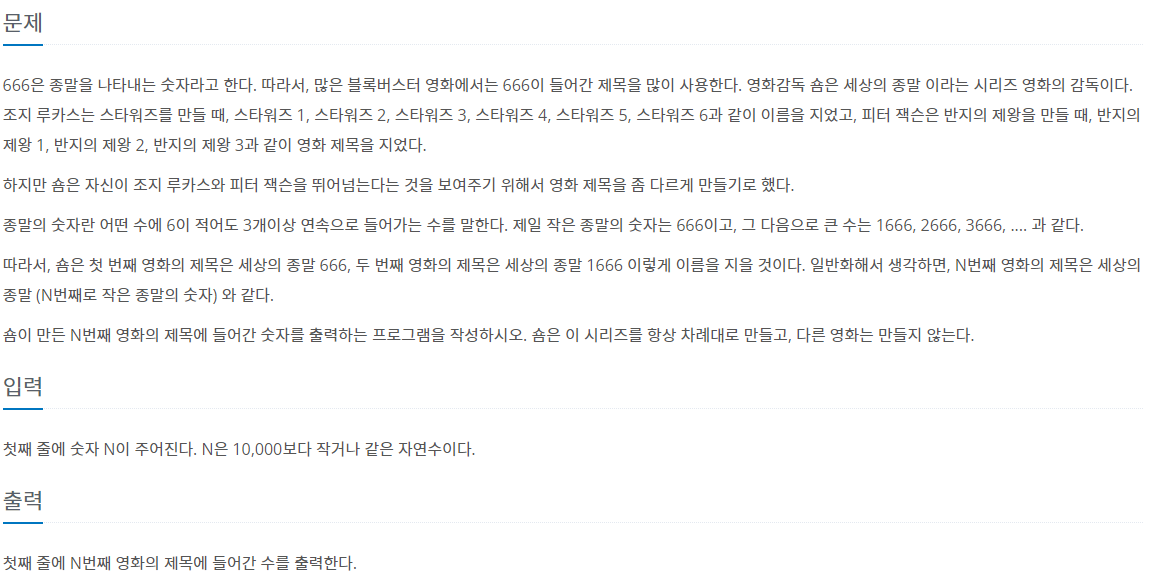 문제
666은 종말을 나타내는 숫자라고 한다. 따라서, 많은 블록버스터 영화에서는 666이 들어간 제목을 많이 사용한다. 영화감독 숌은 세상의 종말 이라는 시리즈 영화의 감독이다.
조지 루카스는 스타워즈를 만들 때, 스타워즈 1, 스타워즈 2, 스타워즈 3, 스타워즈 4, 스타워즈 5, 스타워즈 6과 같이 이름을 지었고, 피터 잭슨은 반지의 제왕을 만들 때, 반지의
제왕 1, 반지의 제왕 2, 반지의 제왕 3과 같이 영화 제목을 지었다.
하지만 숌은 자신이 조지 루카스와 피터 잭슨을 뛰어넘는다는 것을 보여주기 위해서 영화 제목을 좀 다르게 만들기로 했다.
종말의 숫자란 어떤 수에 6이 적어도 3개이상 연속으로 들어가는 수를 말한다. 제일 작은 종말의 숫자는 666이고, 그 다음으로 큰 수는 1666, 2666, 3666, .... 과 같다.
따라서, 숌은 첫 번째 영화의 제목은 세상의 종말 666, 두 번째 영화의 제목은 세상의 종말 1666 이렇게 이름을 지을 것이다. 일반화해서 생각하면, N번째 영화의 제목은 세상의
종말 (N번째로 작은 종말의 숫자) 와 같다.
숌이 만든 N번째 영화의 제목에 들어간 숫자를 출력하는 프로그램을 작성하시오. 숌은 이 시리즈를 항상 차례대로 만들고, 다른 영화는 만들지 않는다.
입력
첫째 줄에 숫자 N이 주어진다. N은 10,000보다 작거나 같은 자연수이다.
출력
첫째 줄에 N번째 영화의 제목에 들어간 수를 출력한다.